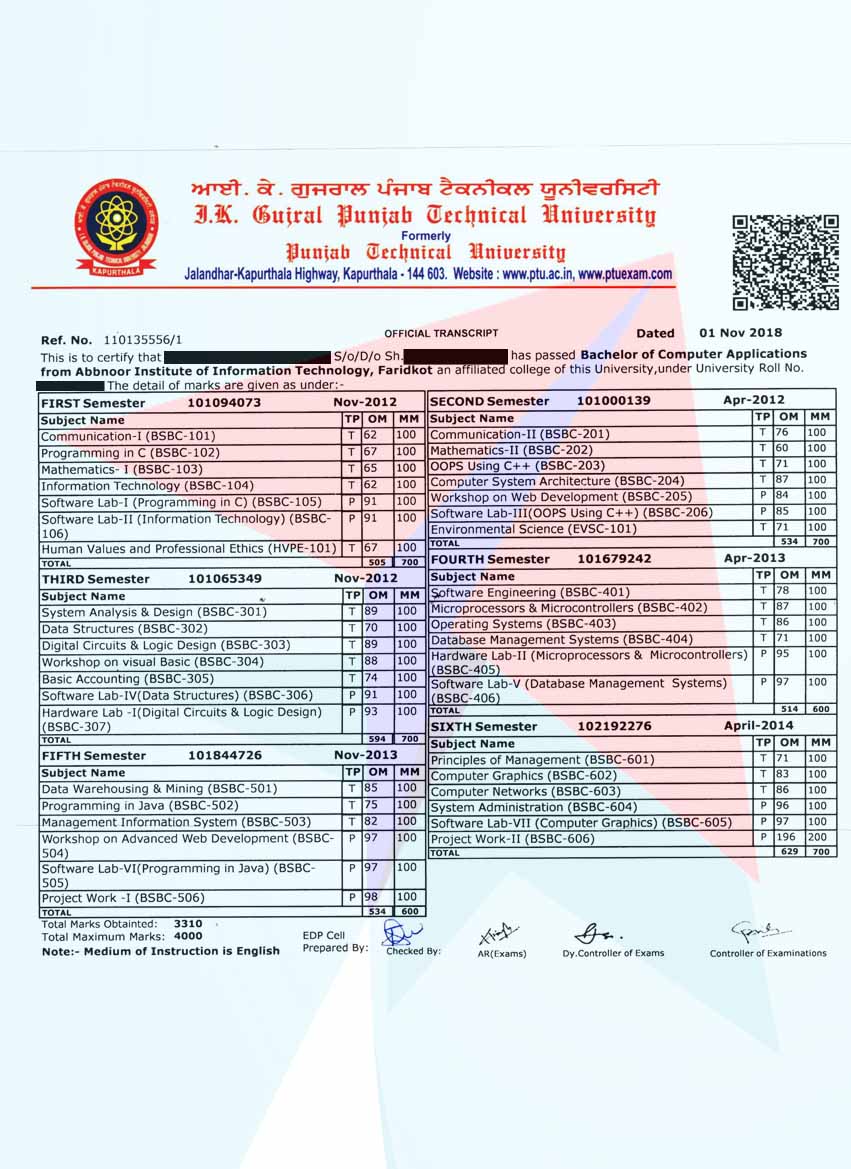 ਆਈ. ਕੇ. ਗੁਜਰਾਲ ਪੰਜਾਬ ਟੈਕਨੀਕਲ ਯੂਨੀਵਰਸਿਟੀ
I.K. Gujral Punjab Technical University
Formerly
Punjab Technical University
Jalandhar-Kapurthala Highway, Kapurthala - 144 603. Website : www.ptu.ac.in, www.ptuexam.com
KAPURTHALA
Ref. No. 110135556/1
OFFICIAL TRANSCRIPT
Dated 01 Nov 2018
This is to certify that S/o/D/o Sh. has passed Bachelor of Computer Applications
from Abbnoor Institute of Information Technology, Faridkot an affiliated college of this University,under University Roll No.
The detail of marks are given as under:-
FIRST Semester 101094073 Nov-2012
Subject Name TP OM MM
Communication-I (BSBC-101) T 62 100
Programming in C (BSBC-102) T 67 100
Mathematics- I (BSBC-103) T 65 100
Information Technology (BSBC-104) T 62 100
Software Lab-I (Programming in C) (BSBC-105) P 91 100
Software Lab-II (Information Technology) (BSBC- P 91 100
106)
Human Values and Professional Ethics (HVPE-101) T 67 100
TOTAL 505 700
SECOND Semester 101000139 Apr-2012
Subject Name TP OM MM
Communication-II (BSBC-201) T 76 100
Mathematics-II (BSBC-202) T 60 100
OOPS Using C++ (BSBC-203) T 71 100
Computer System Architecture (BSBC-204) T 87 100
Workshop on Web Development (BSBC-205) P 84 100
Software Lab-III(OOPS Using C++) (BSBC-206) P 85 100
Environmental Science (EVSC-101) T 71 100
TOTAL 534 700
THIRD Semester 101065349 Nov-2012
Subject Name TP OM MM
System Analysis & Design (BSBC-301) T 89 100
Data Structures (BSBC-302) T 70 100
Digital Circuits & Logic Design (BSBC-303) T 89 100
Workshop on visual Basic (BSBC-304) T 88 100
Basic Accounting (BSBC-305) T 74 100
Software Lab-IV(Data Structures) (BSBC-306) P 91 100
Hardware Lab -I(Digital Circuits & Logic Design) P 93 100
(BSBC-307)
TOTAL 594 700
FOURTH Semester 101679242 Apr-2013
Subject Name TP OM MM
Software Engineering (BSBC-401) T 78 100
Microprocessors & Microcontrollers (BSBC-402) T 87 100
Operating Systems (BSBC-403) T 86 100
Database Management Systems (BSBC-404) T 71 100
Hardware Lab-II (Microprocessors & Microcontrollers) P 95 100
(BSBC-405)
Software Lab-V (Database Management Systems) P 97 100
(BSBC-406)
TOTAL 514 600
FIFTH Semester 101844726 Nov-2013
Subject Name TP OM MM
Data Warehousing & Mining (BSBC-501) T 85 100
Programming in Java (BSBC-502) T 75 100
Management Information System (BSBC-503) T 82 100
Workshop on Advanced Web Development (BSBC- P 97 100
504)
Software Lab-VI(Programming in Java) (BSBC- P 97 100
505)
Project Work -I (BSBC-506) P 98 100
TOTAL 534 600
SIXTH Semester 102192276 April-2014
Subject Name TP OM MM
Principles of Management (BSBC-601) T 71 100
Computer Graphics (BSBC-602) T 83 100
Computer Networks (BSBC-603) T 86 100
System Administration (BSBC-604) P 96 100
Software Lab-VII (Computer Graphics) (BSBC-605) P 97 100
Project Work-II (BSBC-606) P 196 200
TOTAL 629 700
Total Marks Obtainted: 3310
Total Maximum Marks: 4000
Note:- Medium of Instruction is English
EDP Cell
Prepared By:
Checked By:
AR(Exams)
Dy.Controller of Exams
Controller of Examinations